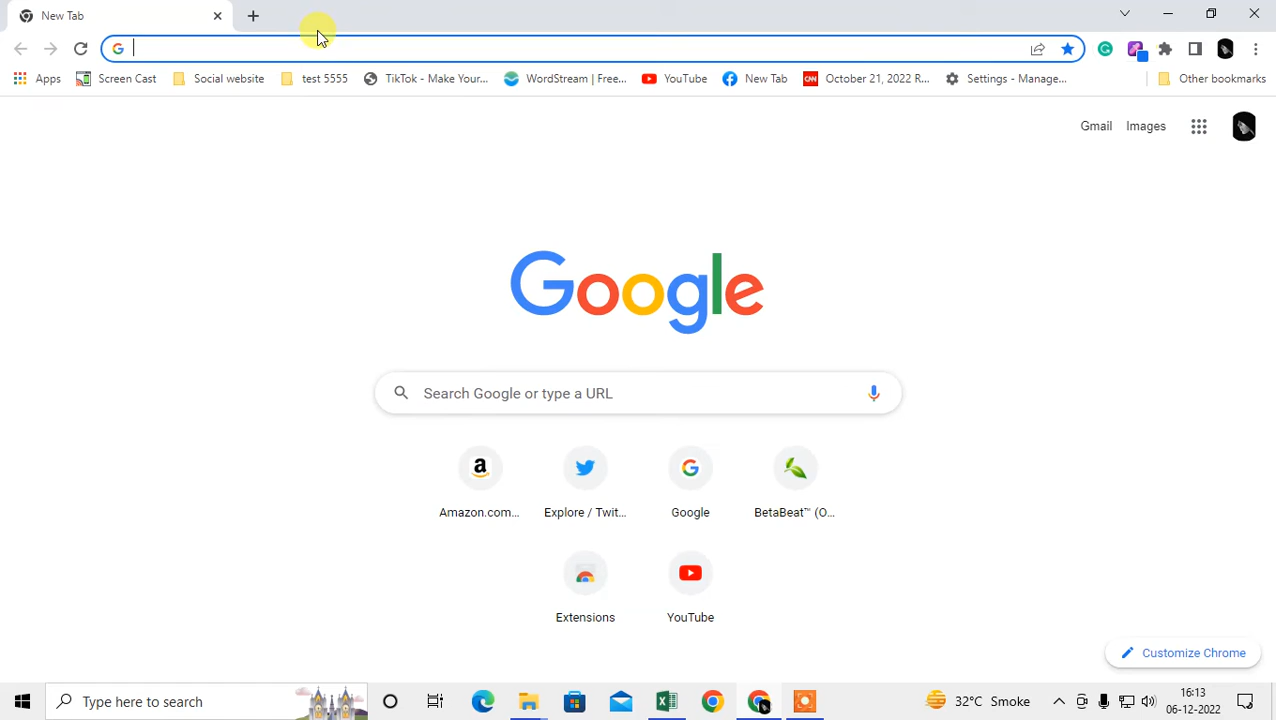 New Tab
Apps Screen Cast Social website test 5555 TikTok - Make Your... WordStream | Free... YouTube New Tab CNN October 21, 2022 R... Settings - Manage... Other bookmarks
Gmail Images
Google
Search Google or type a URL
Amazon.com... Explore / Twit... Google BetaBeat™ (O...
Extensions YouTube
Customize Chrome
Type here to search 32°C Smoke 16:13
06-12-2022